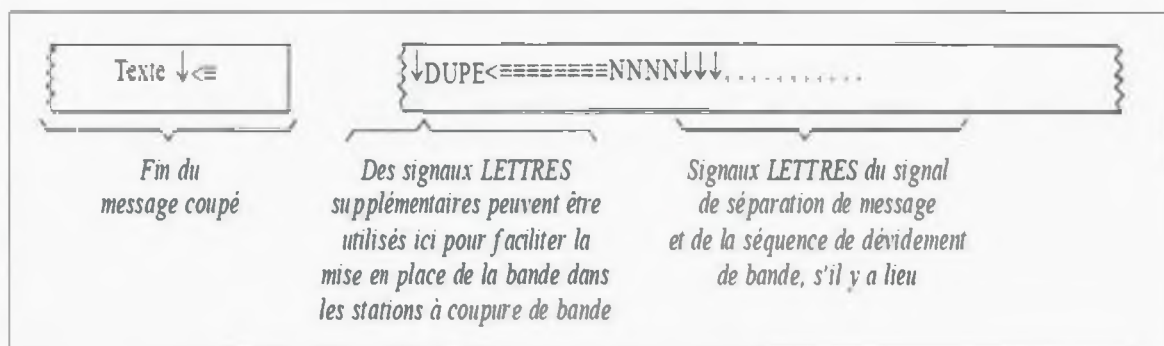 Texte ↓<≡
↓DUPE<≡≡≡≡≡≡≡≡NNNN↓↓↓...........
Fin du
message coupé
Des signaux LETTRES
supplémentaires peuvent être
utilisés ici pour faciliter la
mise en place de la bande dans
les stations à coupure de bande
Signaux LETTRES du signal
de séparation de message
et de la séquence de dévidement
de bande, s'il y a lieu